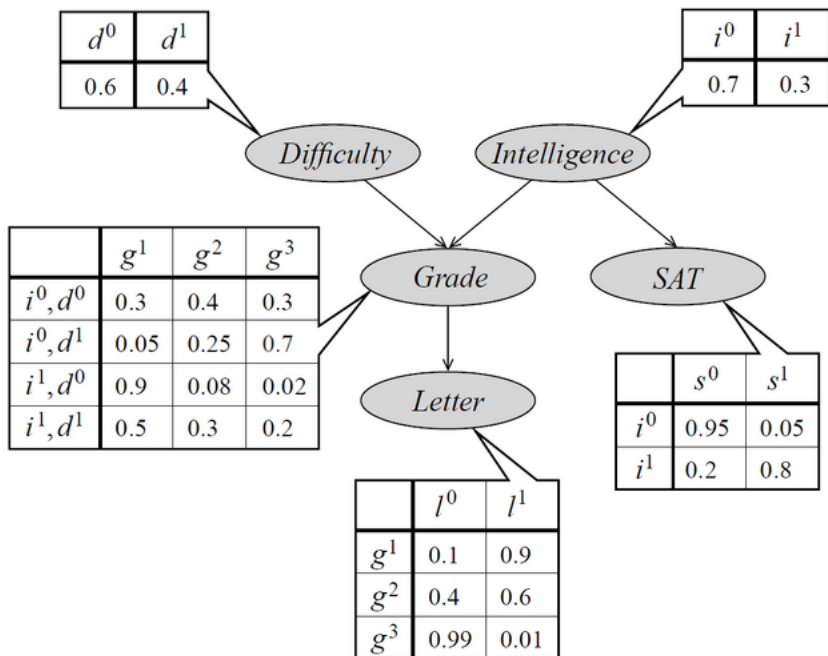 d⁰ d¹
0.6 0.4
i⁰ i¹
0.7 0.3
Difficulty
Intelligence
g¹ g² g³
i⁰,d⁰ 0.3 0.4 0.3
i⁰,d¹ 0.05 0.25 0.7
i¹,d⁰ 0.9 0.08 0.02
i¹,d¹ 0.5 0.3 0.2
Grade
SAT
Letter
s⁰ s¹
i⁰ 0.95 0.05
i¹ 0.2 0.8
l⁰ l¹
g¹ 0.1 0.9
g² 0.4 0.6
g³ 0.99 0.01